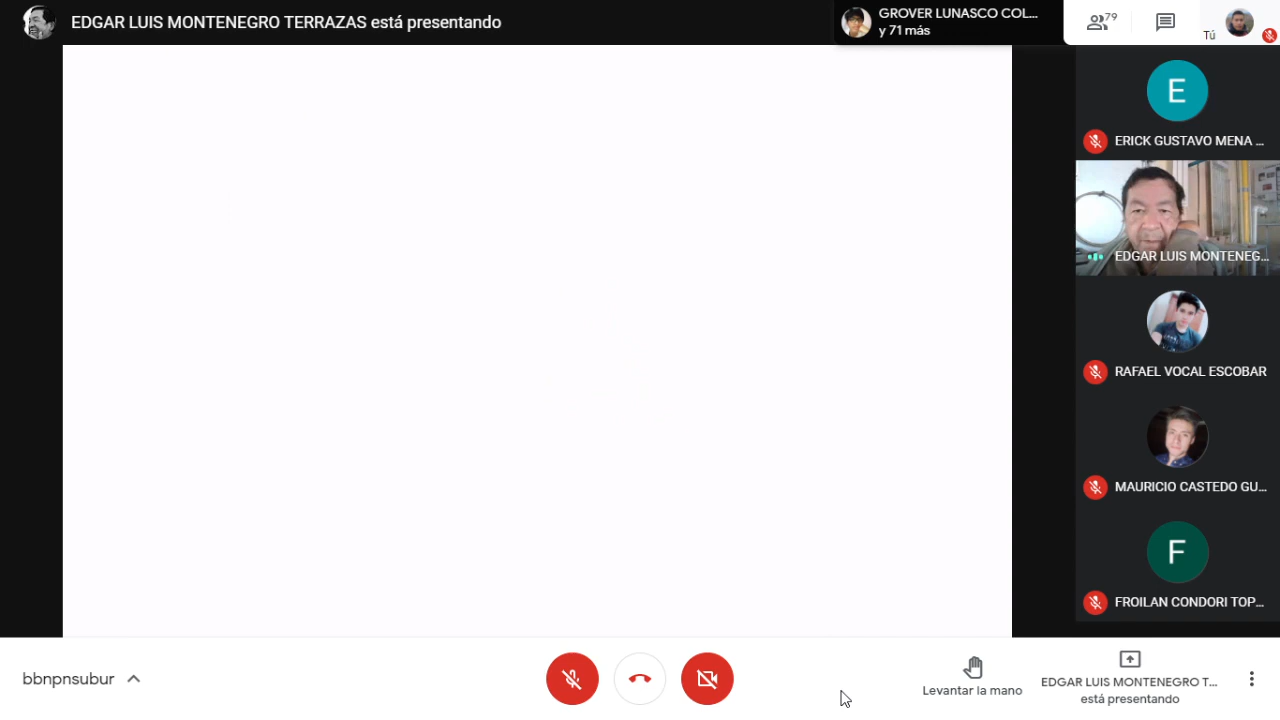 EDGAR LUIS MONTENEGRO TERRAZAS está presentando
GROVER LUNASCO COL...
y 71 más
79
Tú
E
ERICK GUSTAVO MENA ...
EDGAR LUIS MONTENEG...
RAFAEL VOCAL ESCOBAR
MAURICIO CASTEDO GU...
F
FROILAN CONDORI TOP...
bbnpnsubur
Levantar la mano
EDGAR LUIS MONTENEGRO T...
está presentando